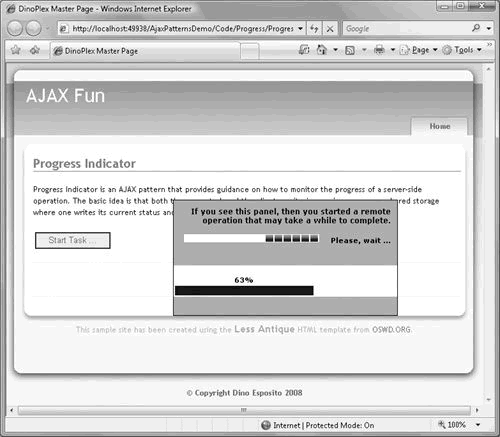 DinoPlex Master Page - Windows Internet Explorer
http://localhost:49938/AjaxPatternsDemo/Code/Progress/Progres
Google
DinoPlex Master Page
Page
Tools
AJAX Fun
Home
Progress Indicator
Progress Indicator is an AJAX pattern that provides guidance on how to monitor the progress of a server-side
operation. The basic idea is that both the
where one writes its current status and
shared storage
If you see this panel, then you started a remote
operation that may take a while to complete.
Please, wait ...
Start Task ...
63%
This sample site has been created using the Less Antique HTML template from OSWD.ORG.
© Copyright Dino Esposito 2008
Internet | Protected Mode: On
100%